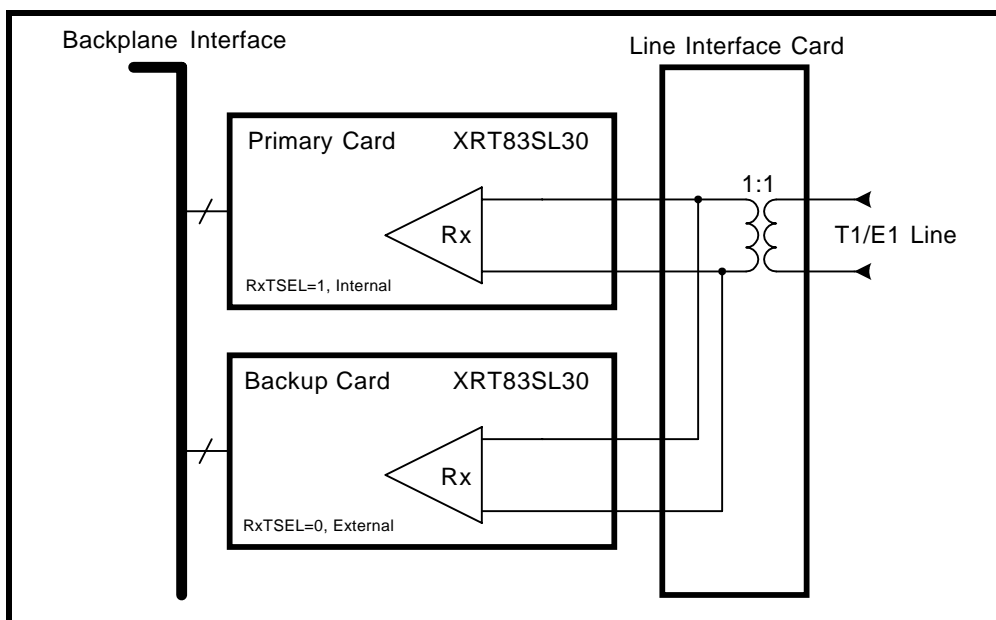 Backplane Interface
Line Interface Card
Primary Card XRT83SL30
1:1
Rx
T1/E1 Line
RxTSEL=1, Internal
Backup Card XRT83SL30
Rx
RxTSEL=0, External